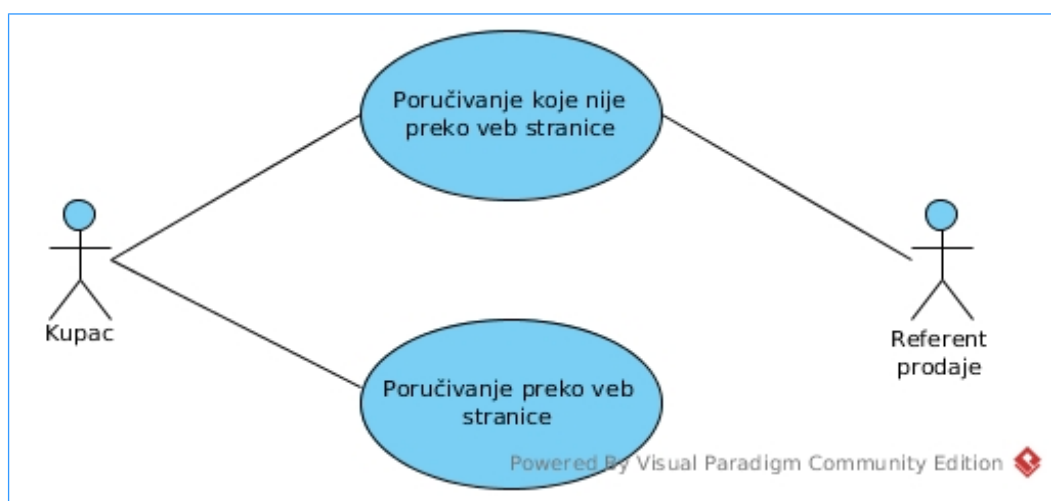 Poručivanje koje nije
preko veb stranice
Kupac
Referent
prodaje
Poručivanje preko veb
stranice
Powered By Visual Paradigm Community Edition